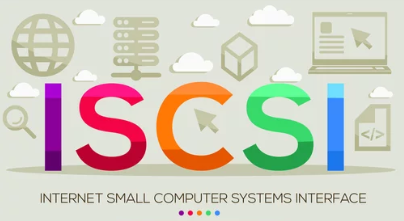 ISCSI
</>
INTERNET SMALL COMPUTER SYSTEMS INTERFACE